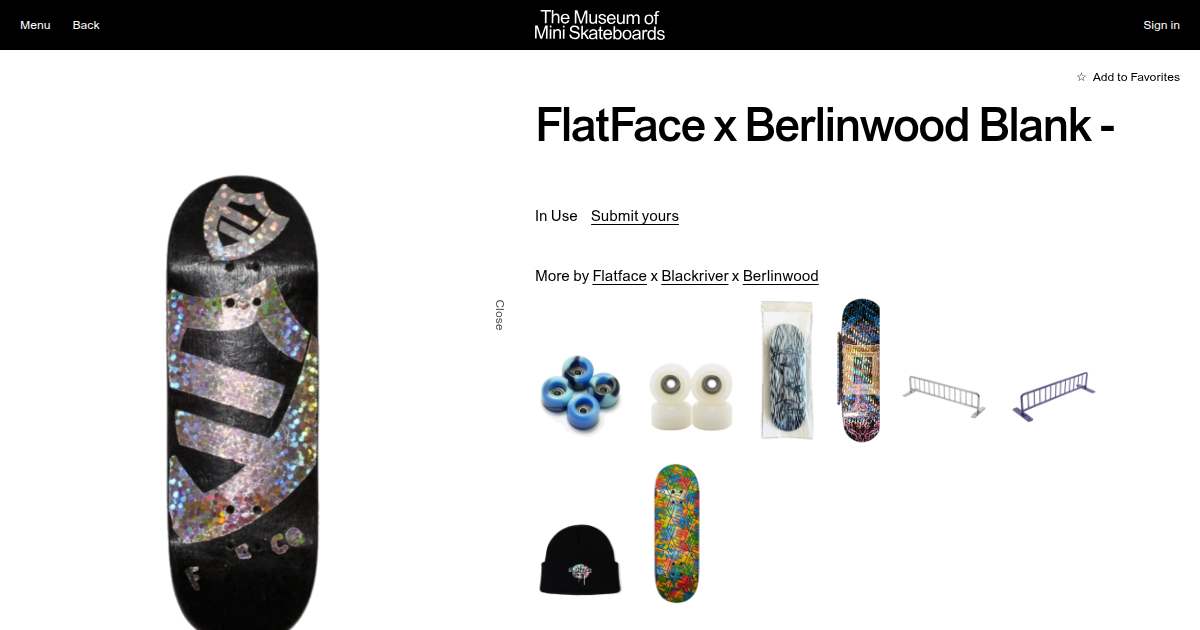 Menu
Back
The Museum of
Mini Skateboards
Sign in
☆ Add to Favorites
FlatFace x Berlinwood Blank -
In Use Submit yours
More by Flatface x Blackriver x Berlinwood
Close